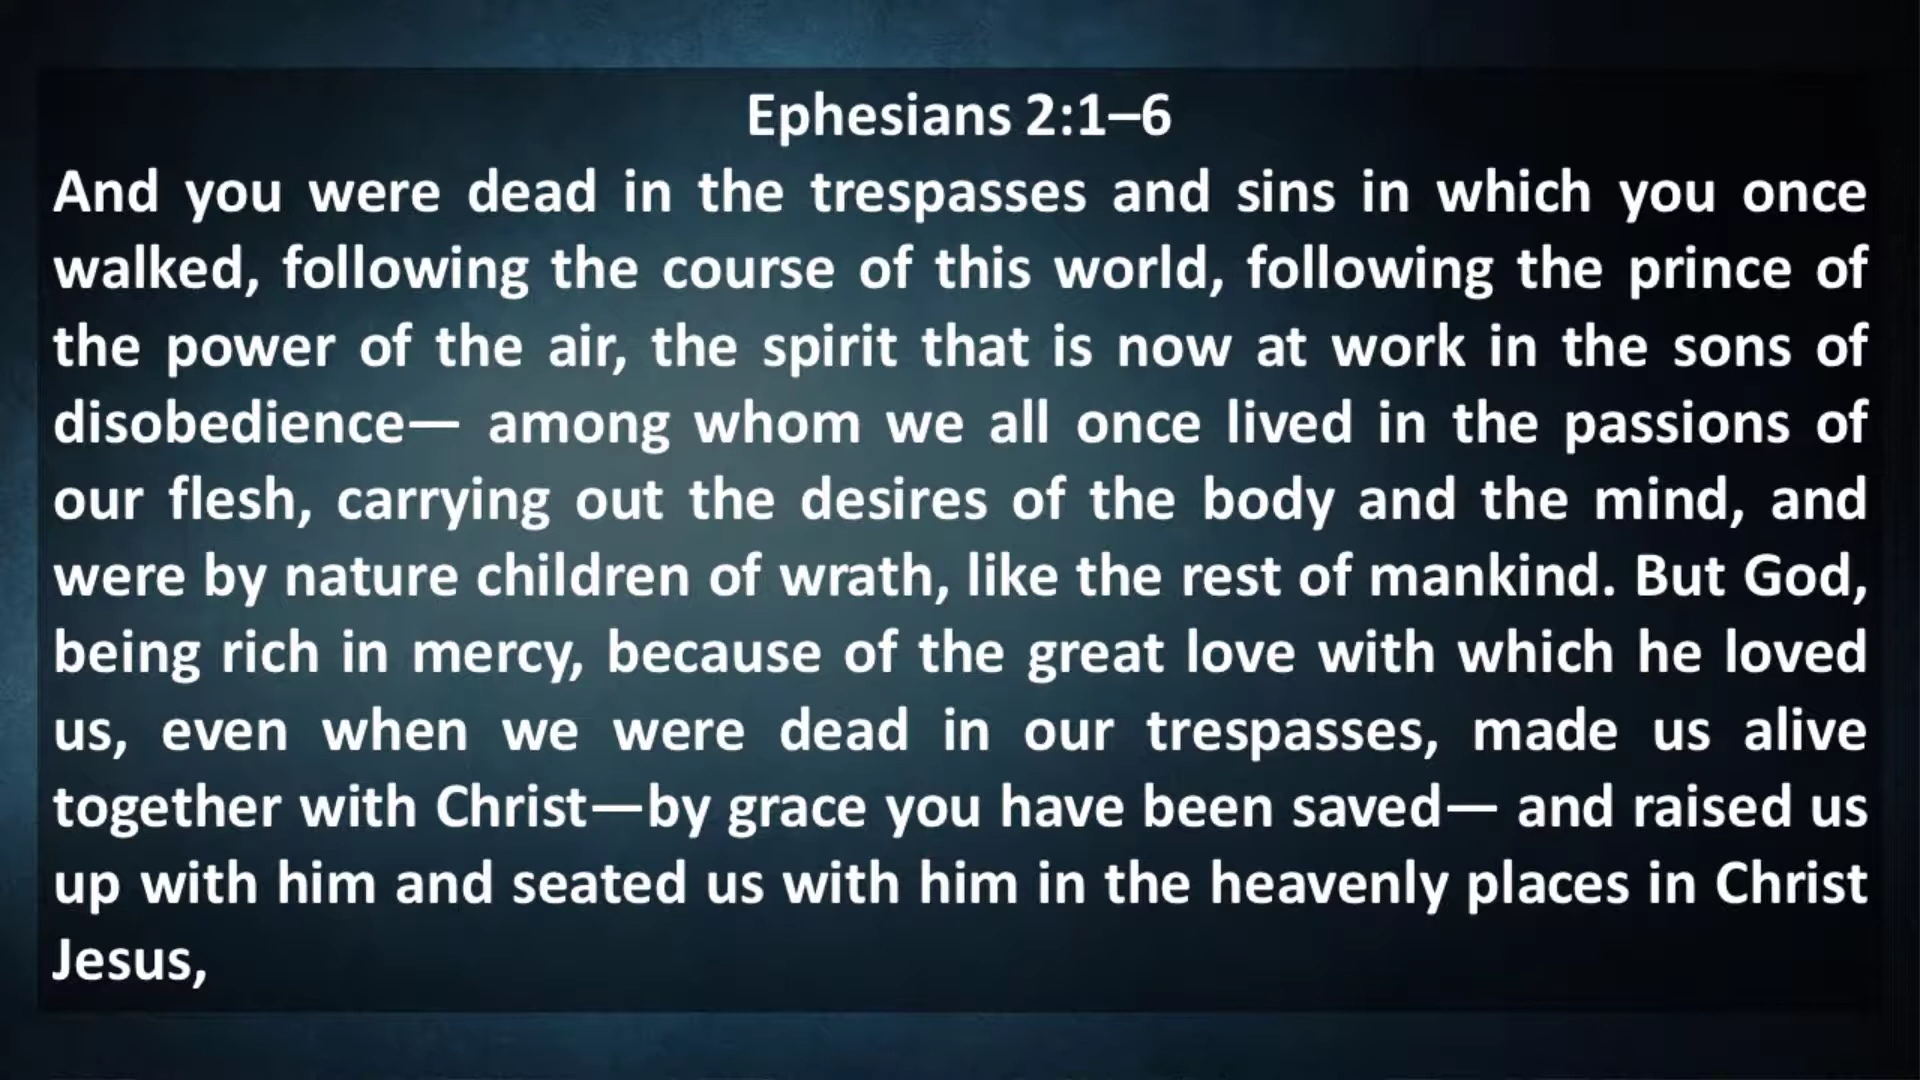 Ephesians 2:1–6
And you were dead in the trespasses and sins in which you once
walked, following the course of this world, following the prince of
the power of the air, the spirit that is now at work in the sons of
disobedience— among whom we all once lived in the passions of
our flesh, carrying out the desires of the body and the mind, and
were by nature children of wrath, like the rest of mankind. But God,
being rich in mercy, because of the great love with which he loved
us, even when we were dead in our trespasses, made us alive
together with Christ—by grace you have been saved— and raised us
up with him and seated us with him in the heavenly places in Christ
Jesus,